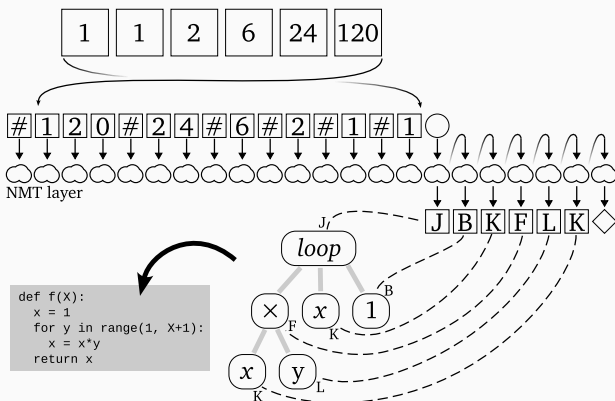 1 1 2 6 24 120
# 1 2 0 # 2 4 # 6 # 2 # 1 # 1
NMT layer
J B K F L K
J
loop
B
× x 1
F K
x y
K L
def f(X):
x = 1
for y in range(1, X+1):
x = x*y
return x